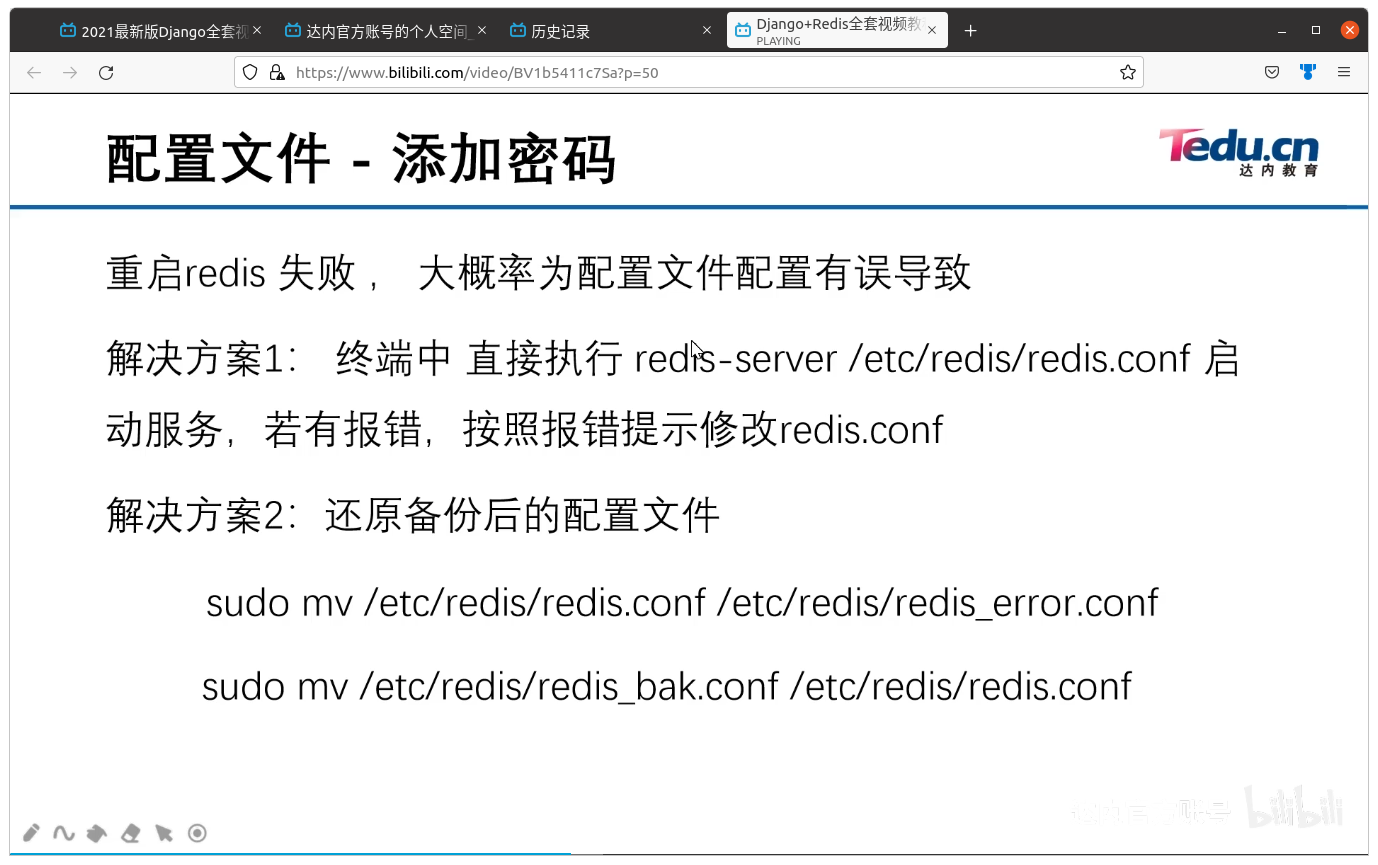 2021最新版Django全套视
达内官方账号的个人空间_
历史记录
Django+Redis全套视频教
PLAYING
https://www.bilibili.com/video/BV1b5411c7Sa?p=50
配置文件 - 添加密码
Tedu.cn
达内教育
重启redis 失败 , 大概率为配置文件配置有误导致
解决方案1： 终端中 直接执行 redis-server /etc/redis/redis.conf 启
动服务，若有报错，按照报错提示修改redis.conf
解决方案2：还原备份后的配置文件
sudo mv /etc/redis/redis.conf /etc/redis/redis_error.conf
sudo mv /etc/redis/redis_bak.conf /etc/redis/redis.conf
达内官方账号 bilibili